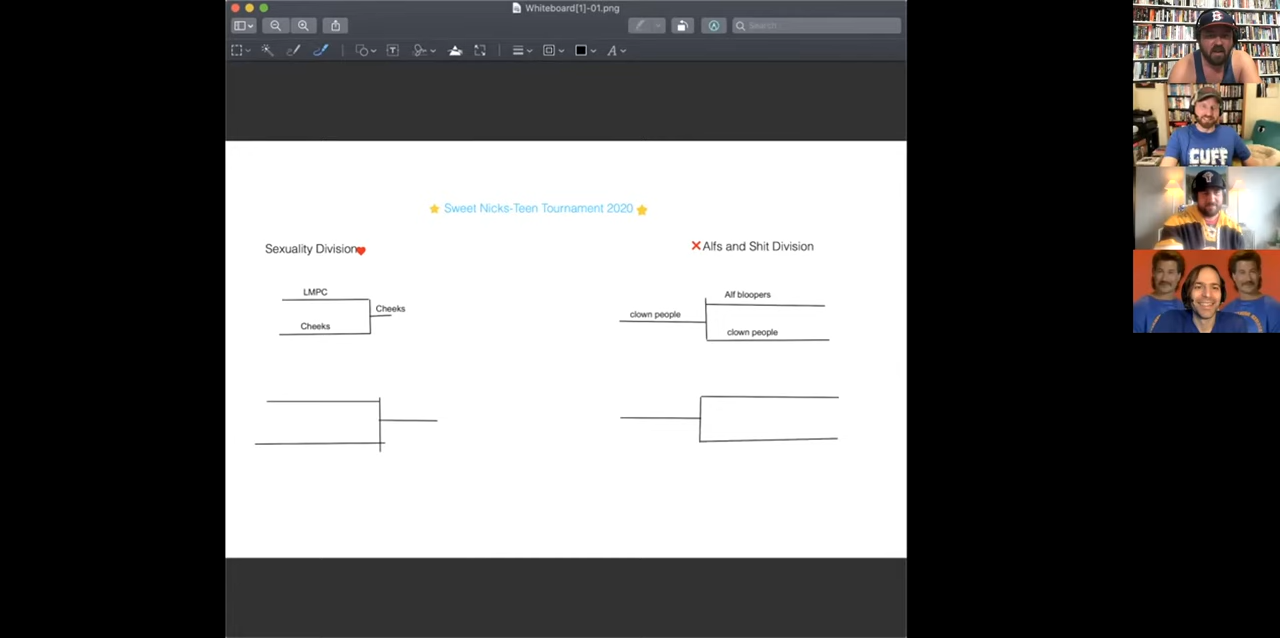 Whiteboard[1]-01.png
Search
Sweet Nicks-Teen Tournament 2020
Sexuality Division
Alfs and Shit Division
LMPC
Cheeks
Cheeks
Alf bloopers
clown people
clown people
CUFF